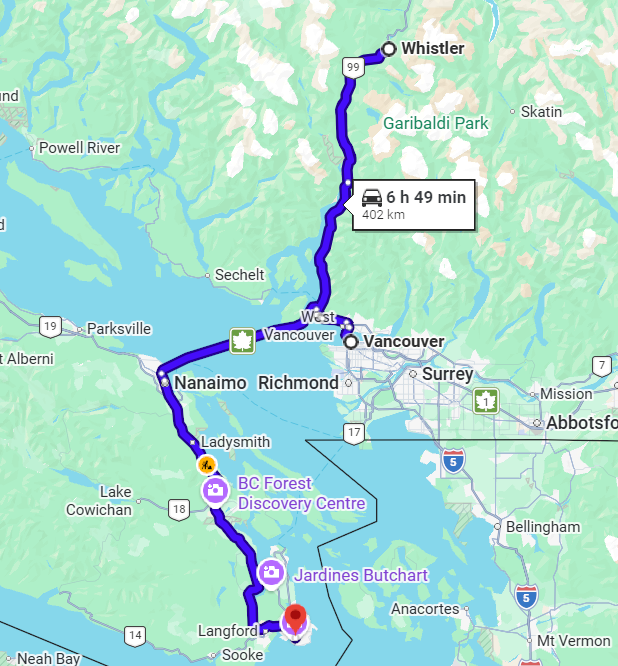 Whistler
99
Garibaldi Park
Skatin
Powell River
6 h 49 min
402 km
Sechelt
West
Vancouver
Vancouver
19
Parksville
t Alberni
Nanaimo
Richmond
Surrey
7
1
Mission
Abbotsfo
17
5
Ladysmith
BC Forest
Discovery Centre
Lake
Cowichan
18
Bellingham
Jardines Butchart
5
Anacortes
Langford
14
Sooke
Mt Vernon
Neah Bay